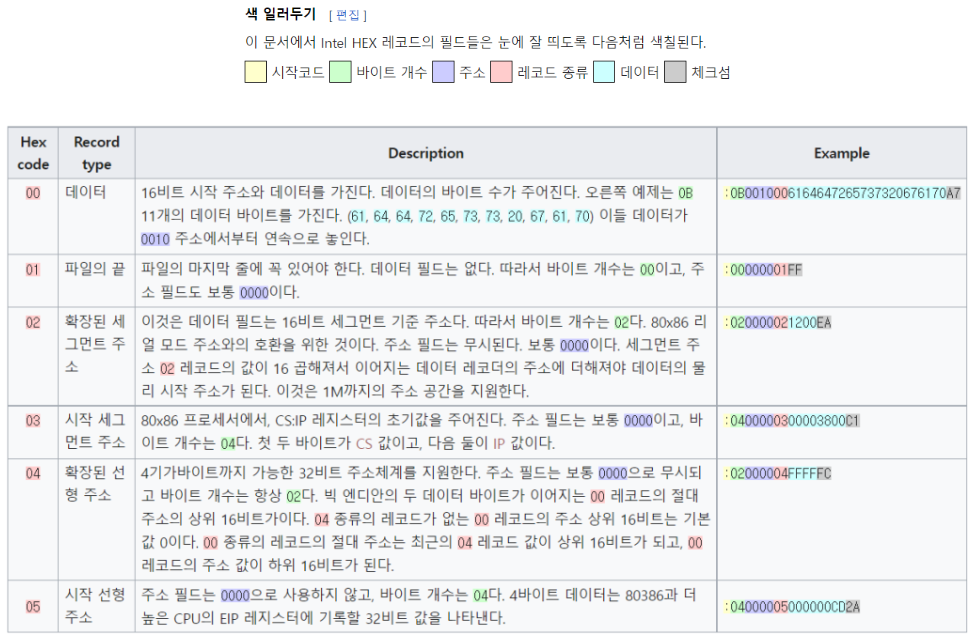 색 일러두기 [ 편집 ]
이 문서에서 Intel HEX 레코드의 필드들은 눈에 잘 띄도록 다음처럼 색칠된다.
시작코드 바이트 개수 주소 레코드 종류 데이터 체크섬
Hex code
Record type
Description
Example
00
데이터
16비트 시작 주소와 데이터를 가진다. 데이터의 바이트 수가 주어진다. 오른쪽 예제는 0B
11개의 데이터 바이트를 가진다. (61, 64, 64, 72, 65, 73, 73, 20, 67, 61, 70) 이들 데이터가
0010 주소에서부터 연속으로 놓인다.
:0B0010006164647265737320676170A7
01
파일의 끝
파일의 마지막 줄에 꼭 있어야 한다. 데이터 필드는 없다. 따라서 바이트 개수는 00이고, 주
소 필드도 보통 0000이다.
:00000001FF
02
확장된 세
그먼트 주
소
이것은 데이터 필드는 16비트 세그먼트 기준 주소다. 따라서 바이트 개수는 02다. 80x86 리
얼 모드 주소와의 호환을 위한 것이다. 주소 필드는 무시된다. 보통 0000이다. 세그먼트 주
소 02 레코드의 값이 16 곱해져서 이어지는 데이터 레코더의 주소에 더해져야 데이터의 물
리 시작 주소가 된다. 이것은 1M까지의 주소 공간을 지원한다.
:020000021200EA
03
시작 세그
먼트 주소
80x86 프로세서에서, CS:IP 레지스터의 초기값을 주어진다. 주소 필드는 보통 0000이고, 바
이트 개수는 04다. 첫 두 바이트가 CS 값이고, 다음 둘이 IP 값이다.
:0400000300003800C1
04
확장된 선
형 주소
4기가바이트까지 가능한 32비트 주소체계를 지원한다. 주소 필드는 보통 0000으로 무시되
고 바이트 개수는 항상 02다. 빅 엔디안의 두 데이터 바이트가 이어지는 00 레코드의 절대
주소의 상위 16비트가이다. 04 종류의 레코드가 없는 00 레코드의 주소 상위 16비트는 기본
값 0이다. 00 종류의 레코드의 절대 주소는 최근의 04 레코드 값이 상위 16비트가 되고, 00
레코드의 주소 값이 하위 16비트가 된다.
:02000004FFFFFC
05
시작 선형
주소
주소 필드는 0000으로 사용하지 않고, 바이트 개수는 04다. 4바이트 데이터는 80386과 더
높은 CPU의 EIP 레지스터에 기록할 32비트 값을 나타낸다.
:04000005000000CD2A